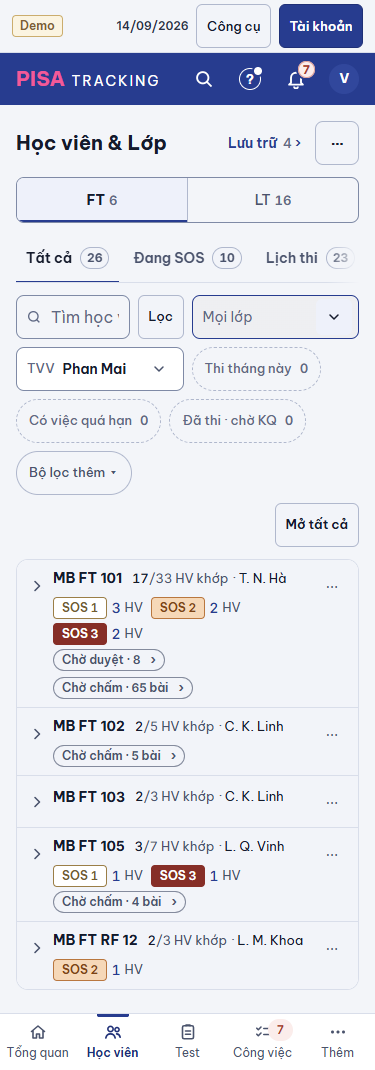 Demo 14/09/2026 Công cụ Tài khoản
PISA TRACKING ? 7 V
Học viên & Lớp Lưu trữ 4 › ...
FT 6 LT 16
Tất cả 26 Đang SOS 10 Lịch thi 23
Tìm học v Lọc Mọi lớp
TVV Phan Mai Thi tháng này 0
Có việc quá hạn 0 Đã thi · chờ KQ 0
Bộ lọc thêm
Mở tất cả
MB FT 101 17/33 HV khớp · T. N. Hà ...
SOS 1 3 HV SOS 2 2 HV
SOS 3 2 HV
Chờ duyệt · 8 ›
Chờ chấm · 65 bài ›
MB FT 102 2/5 HV khớp · C. K. Linh ...
Chờ chấm · 5 bài ›
MB FT 103 2/3 HV khớp · C. K. Linh ...
MB FT 105 3/7 HV khớp · L. Q. Vinh ...
SOS 1 1 HV SOS 3 1 HV
Chờ chấm · 4 bài ›
MB FT RF 12 2/3 HV khớp · L. M. Khoa ...
SOS 2 1 HV
7
Tổng quan Học viên Test Công việc Thêm